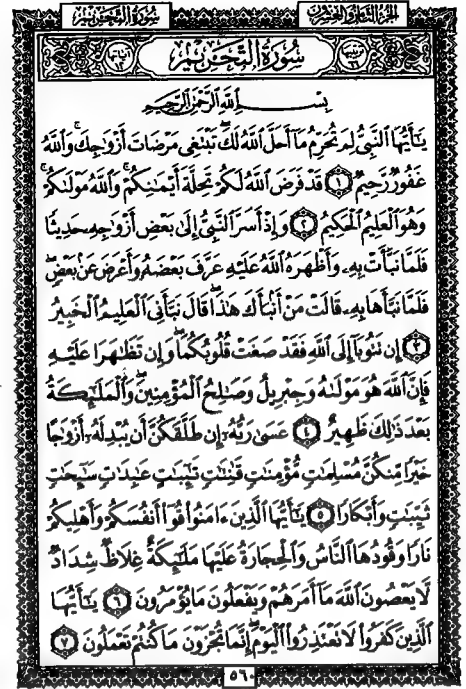 الجزء الثامن والعشرون
سورة التحريم
ترتيبها ٦٦
سُورَةُ التَّحْرِيمِ
آياتها ١٢
بِسْمِ اللَّهِ الرَّحْمَٰنِ الرَّحِيمِ
يَٰٓأَيُّهَا ٱلنَّبِىُّ لِمَ تُحَرِّمُ مَآ أَحَلَّ ٱللَّهُ لَكَ ۖ تَبْتَغِى مَرْضَاتَ أَزْوَٰجِكَ ۚ وَٱللَّهُ
غَفُورٌ رَّحِيمٌ ١ قَدْ فَرَضَ ٱللَّهُ لَكُمْ تَحِلَّةَ أَيْمَٰنِكُمْ ۚ وَٱللَّهُ مَوْلَىٰكُمْ ۖ
وَهُوَ ٱلْعَلِيمُ ٱلْحَكِيمُ ٢ وَإِذْ أَسَرَّ ٱلنَّبِىُّ إِلَىٰ بَعْضِ أَزْوَٰجِهِۦ حَدِيثًا
فَلَمَّا نَبَّأَتْ بِهِۦ وَأَظْهَرَهُ ٱللَّهُ عَلَيْهِ عَرَّفَ بَعْضَهُۥ وَأَعْرَضَ عَنۢ بَعْضٍ ۖ
فَلَمَّا نَبَّأَهَا بِهِۦ قَالَتْ مَنْ أَنۢبَأَكَ هَٰذَا ۖ قَالَ نَبَّأَنِىَ ٱلْعَلِيمُ ٱلْخَبِيرُ
٣ إِن تَتُوبَآ إِلَى ٱللَّهِ فَقَدْ صَغَتْ قُلُوبُكُمَا ۖ وَإِن تَظَٰهَرَا عَلَيْهِ
فَإِنَّ ٱللَّهَ هُوَ مَوْلَىٰهُ وَجِبْرِيلُ وَصَٰلِحُ ٱلْمُؤْمِنِينَ ۖ وَٱلْمَلَٰٓئِكَةُ
بَعْدَ ذَٰلِكَ ظَهِيرٌ ٤ عَسَىٰ رَبُّهُۥٓ إِن طَلَّقَكُنَّ أَن يُبْدِلَهُۥٓ أَزْوَٰجًا
خَيْرًا مِّنكُنَّ مُسْلِمَٰتٍ مُّؤْمِنَٰتٍ قَٰنِتَٰتٍ تَٰٓئِبَٰتٍ عَٰبِدَٰتٍ سَٰٓئِحَٰتٍ
ثَيِّبَٰتٍ وَأَبْكَارًا ٥ يَٰٓأَيُّهَا ٱلَّذِينَ ءَامَنُوا۟ قُوٓا۟ أَنفُسَكُمْ وَأَهْلِيكُمْ
نَارًا وَقُودُهَا ٱلنَّاسُ وَٱلْحِجَارَةُ عَلَيْهَا مَلَٰٓئِكَةٌ غِلَاظٌ شِدَادٌ
لَّا يَعْصُونَ ٱللَّهَ مَآ أَمَرَهُمْ وَيَفْعَلُونَ مَا يُؤْمَرُونَ ٦ يَٰٓأَيُّهَا
ٱلَّذِينَ كَفَرُوا۟ لَا تَعْتَذِرُوا۟ ٱلْيَوْمَ ۖ إِنَّمَا تُجْزَوْنَ مَا كُنتُمْ تَعْمَلُونَ ٧
٥٦٠